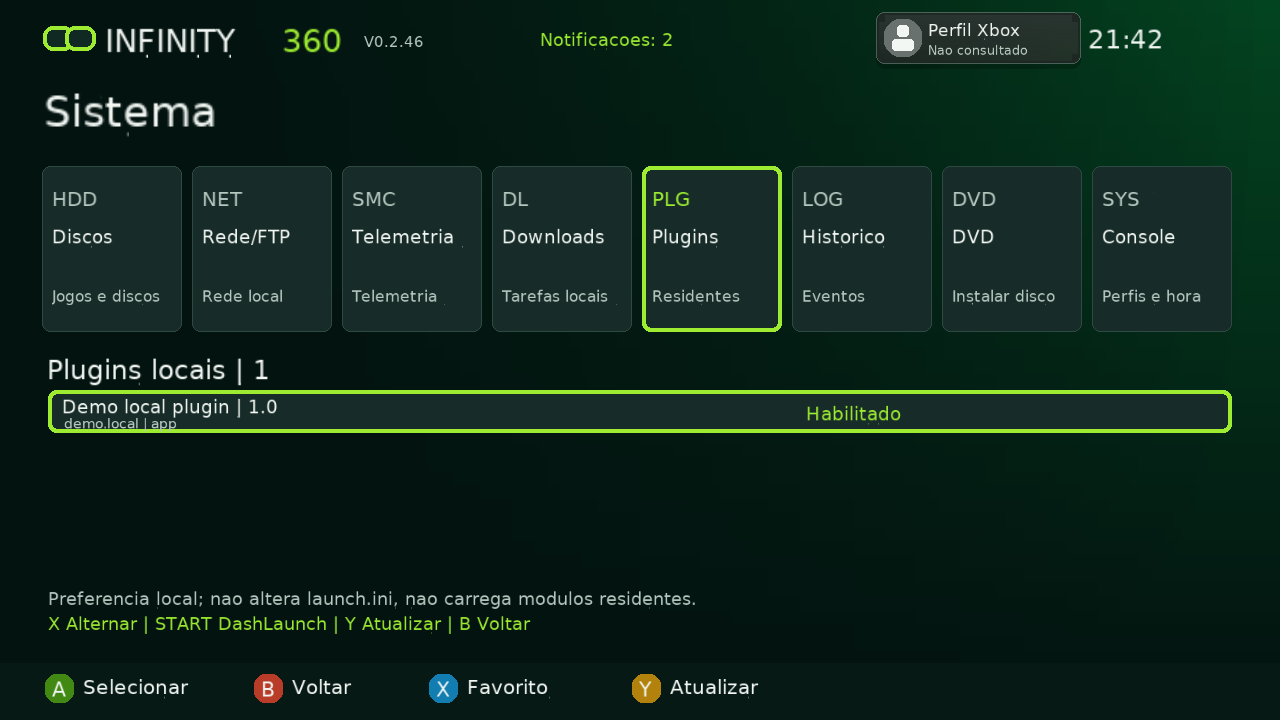 INFINITY 360 V0.2.46 Notificacoes: 2 Perfil Xbox 21:42
Nao consultado
Sistema
HDD NET SMC DL PLG LOG DVD SYS
Discos Rede/FTP Telemetria Downloads Plugins Historico DVD Console
Jogos e discos Rede local Telemetria Tarefas locais Residentes Eventos Instalar disco Perfis e hora
Plugins locais | 1
Demo local plugin | 1.0 Habilitado
demo.local | app
Preferencia local; nao altera launch.ini, nao carrega modulos residentes.
X Alternar | START DashLaunch | Y Atualizar | B Voltar
A Selecionar B Voltar X Favorito Y Atualizar